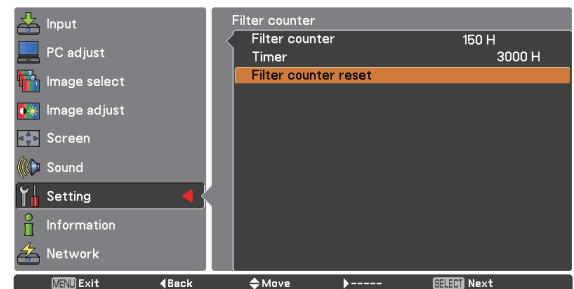 Input
PC adjust
Image select
Image adjust
Screen
Sound
Setting
Information
Network
Filter counter
Filter counter 150 H
Timer 3000 H
Filter counter reset
MENU Exit Back Move ----- SELECT Next